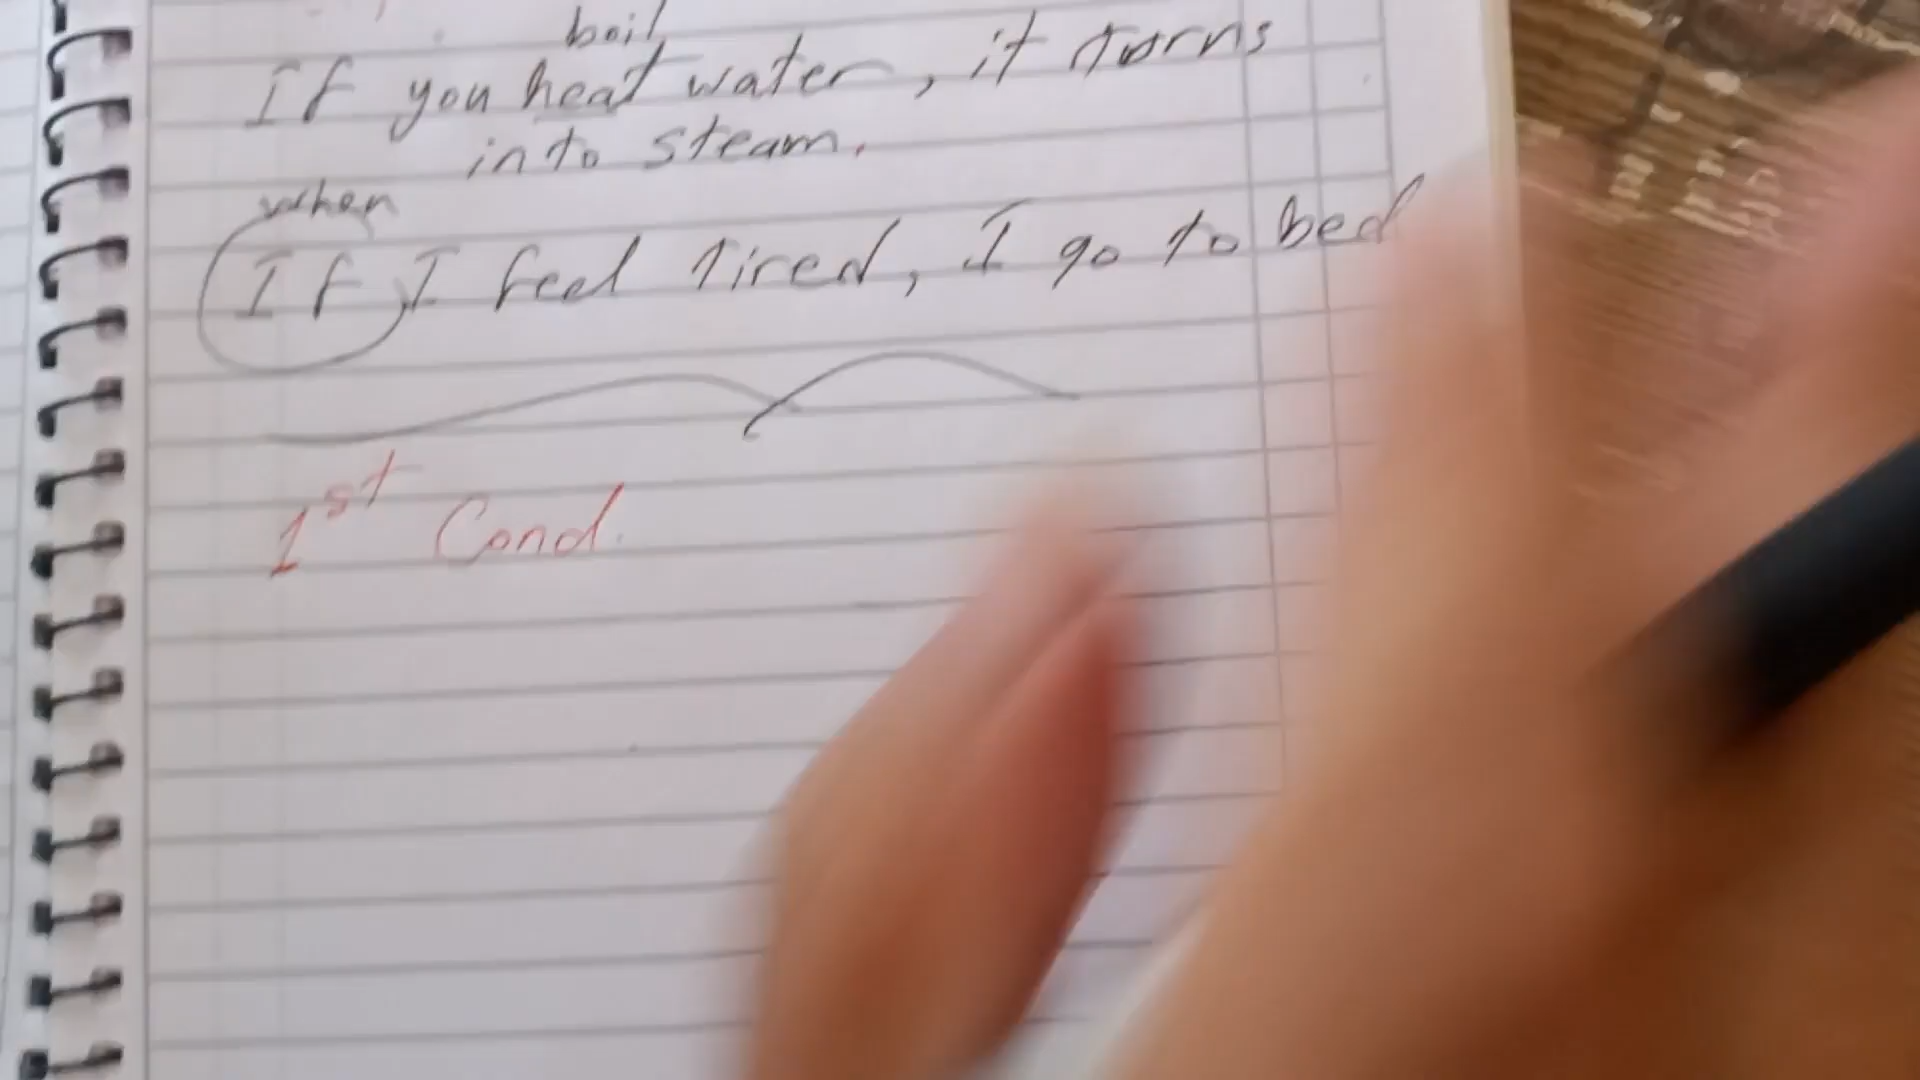 boil
If you heat water, it turns
into steam.
when
If I feel tired, I go to bed
1st Cond.